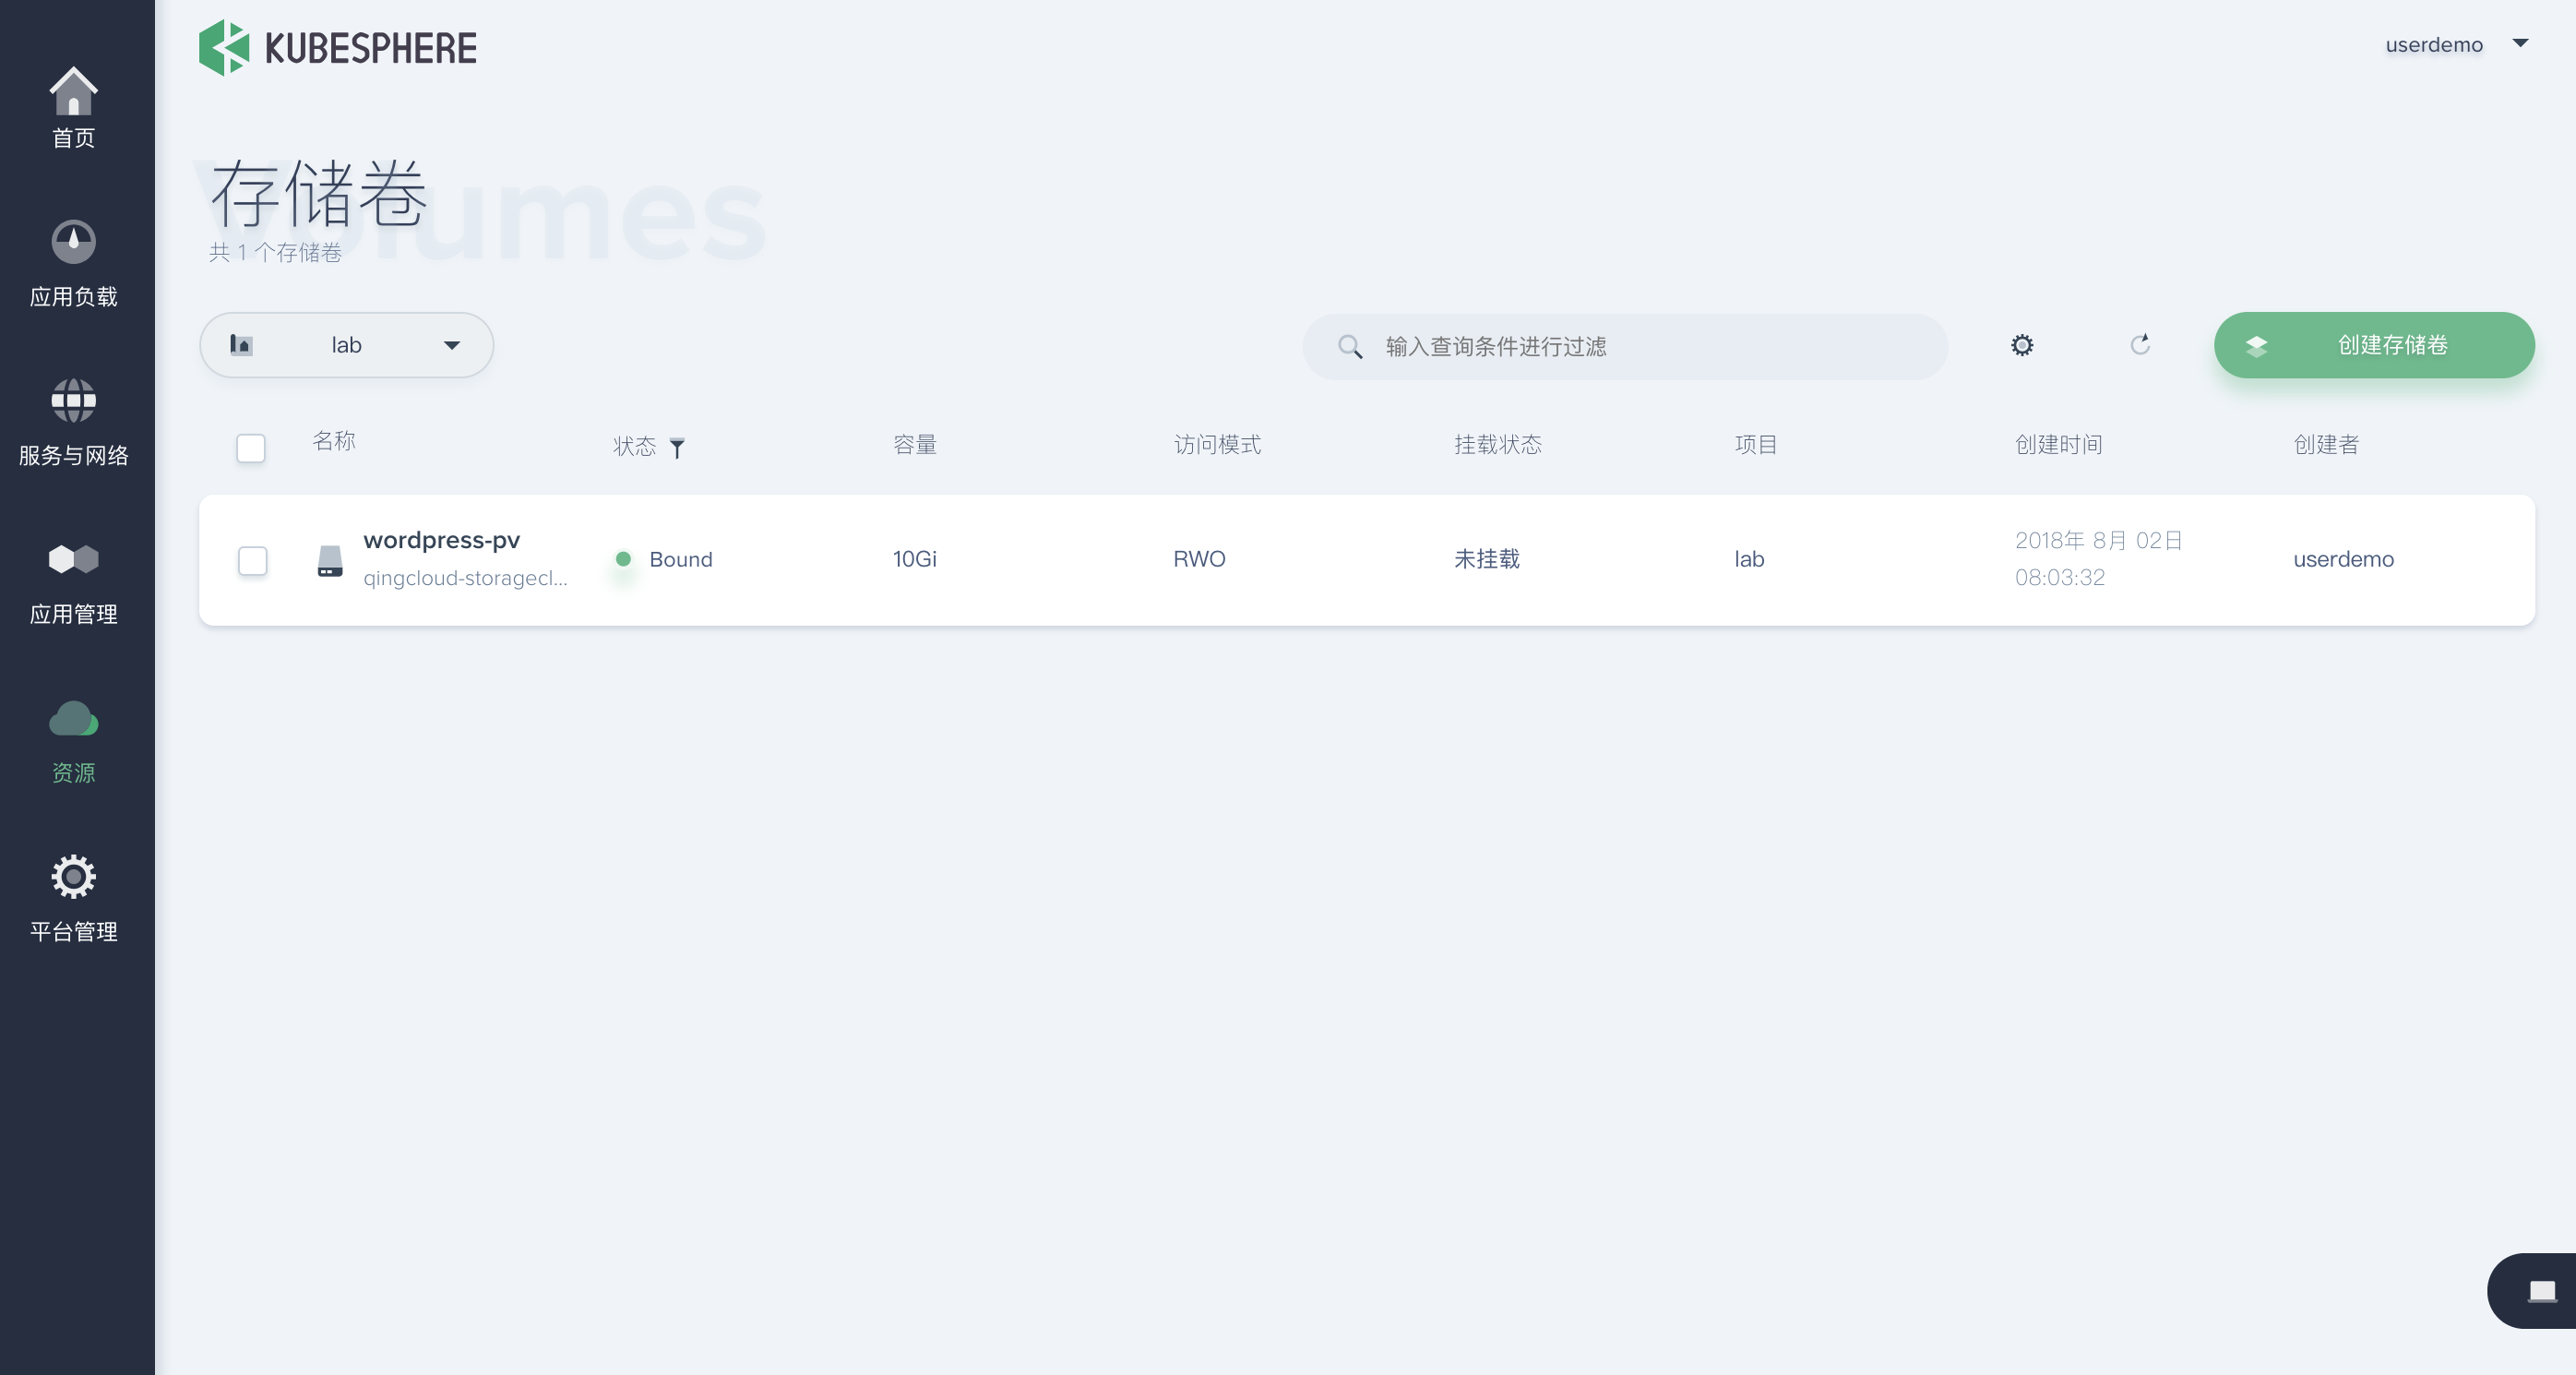 KUBESPHERE
userdemo
首页
应用负载
服务与网络
应用管理
资源
平台管理
Volumes
存储卷
共 1 个存储卷
lab
输入查询条件进行过滤
创建存储卷
名称 状态 容量 访问模式 挂载状态 项目 创建时间 创建者
wordpress-pv Bound 10Gi RWO 未挂载 lab 2018年 8月 02日 userdemo
qingcloud-storagecl... 08:03:32